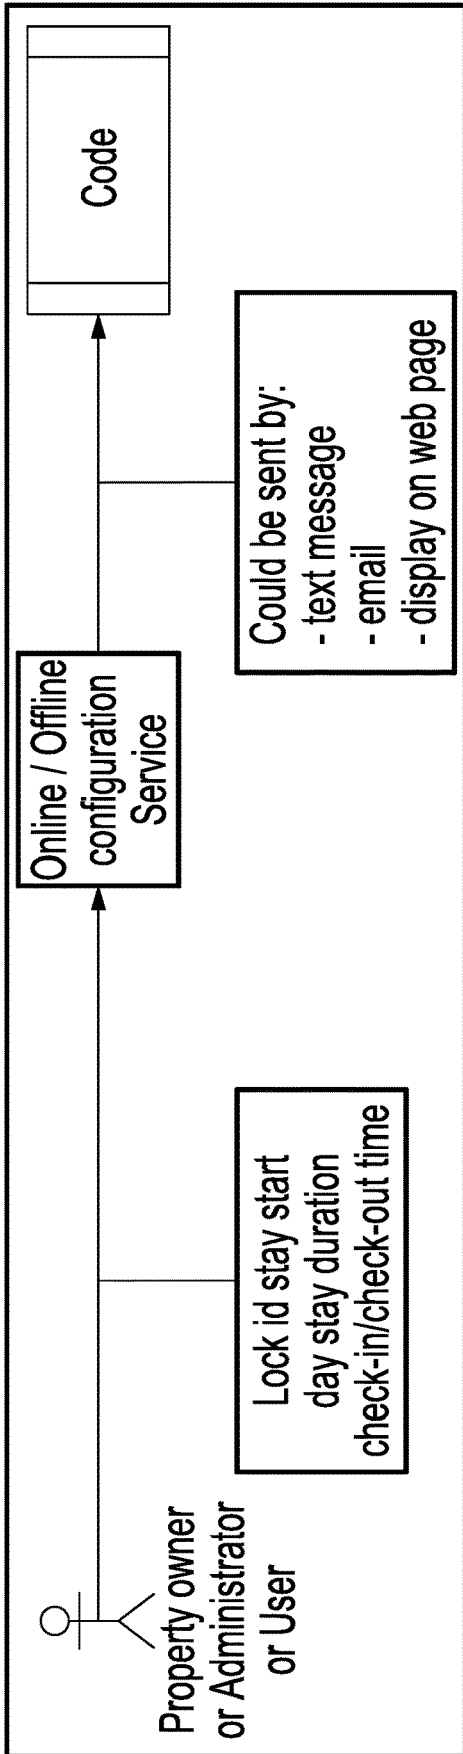 Property owner
or Administrator
or User
Lock id stay start
day stay duration
check-in/check-out time
Online / Offline
configuration
Service
Could be sent by:
- text message
- email
- display on web page
Code